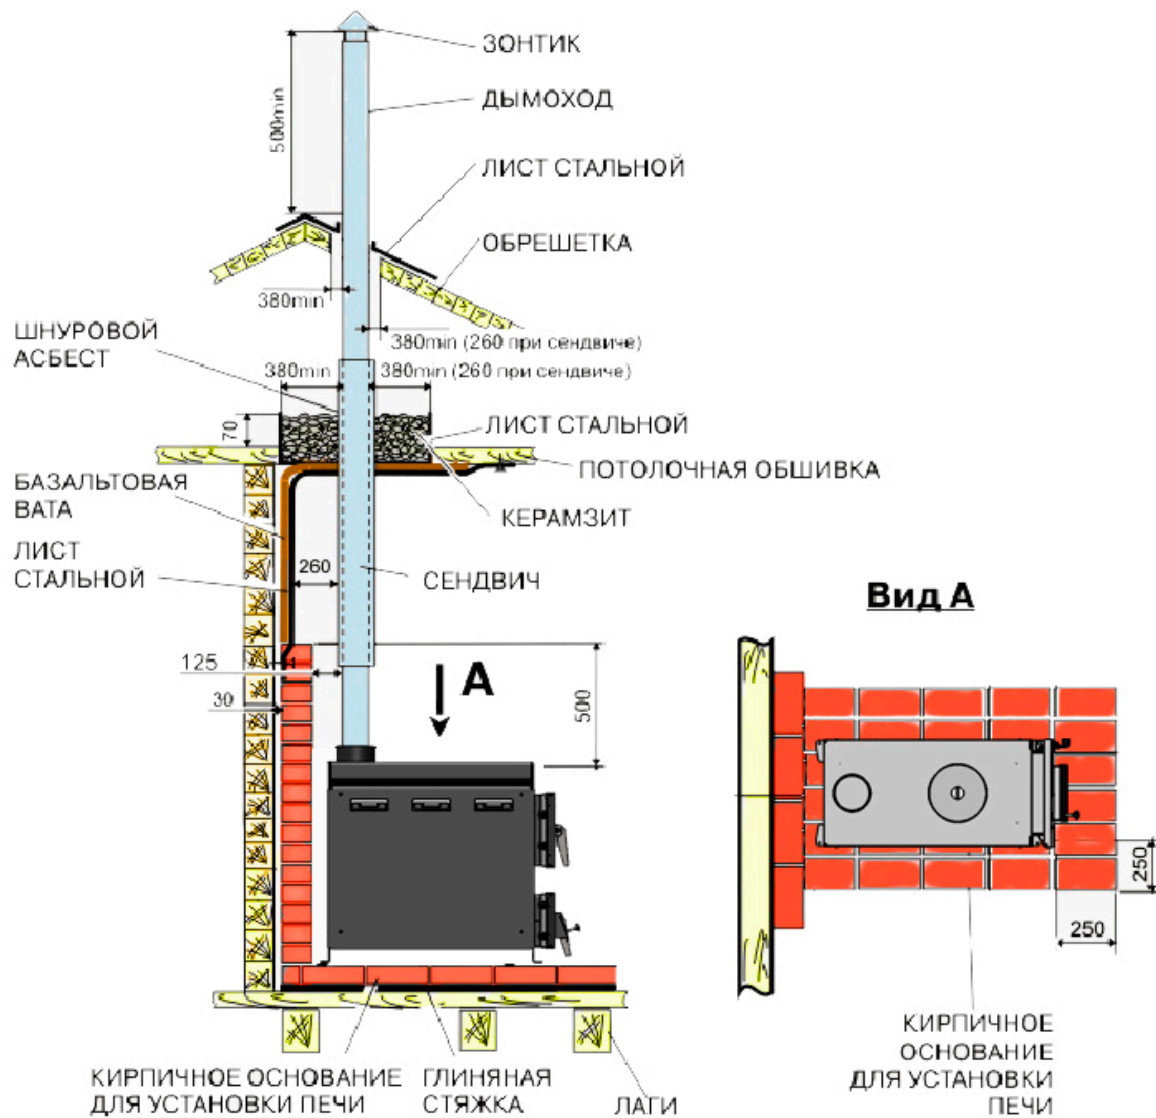 ЗОНТИК
500min
ДЫМОХОД
ЛИСТ СТАЛЬНОЙ
ОБРЕШЕТКА
380min
ШНУРОВОЙ
АСБЕСТ
380min (260 при сендвиче)
380min
380min (260 при сендвиче)
70
ЛИСТ СТАЛЬНОЙ
ПОТОЛОЧНАЯ ОБШИВКА
БАЗАЛЬТОВАЯ
ВАТА
КЕРАМЗИТ
ЛИСТ
СТАЛЬНОЙ
260
СЕНДВИЧ
Вид А
125
А
30
500
250
250
КИРПИЧНОЕ
ОСНОВАНИЕ
ДЛЯ УСТАНОВКИ
ПЕЧИ
КИРПИЧНОЕ ОСНОВАНИЕ
ДЛЯ УСТАНОВКИ ПЕЧИ
ГЛИНЯНАЯ
СТЯЖКА
ЛАГИ